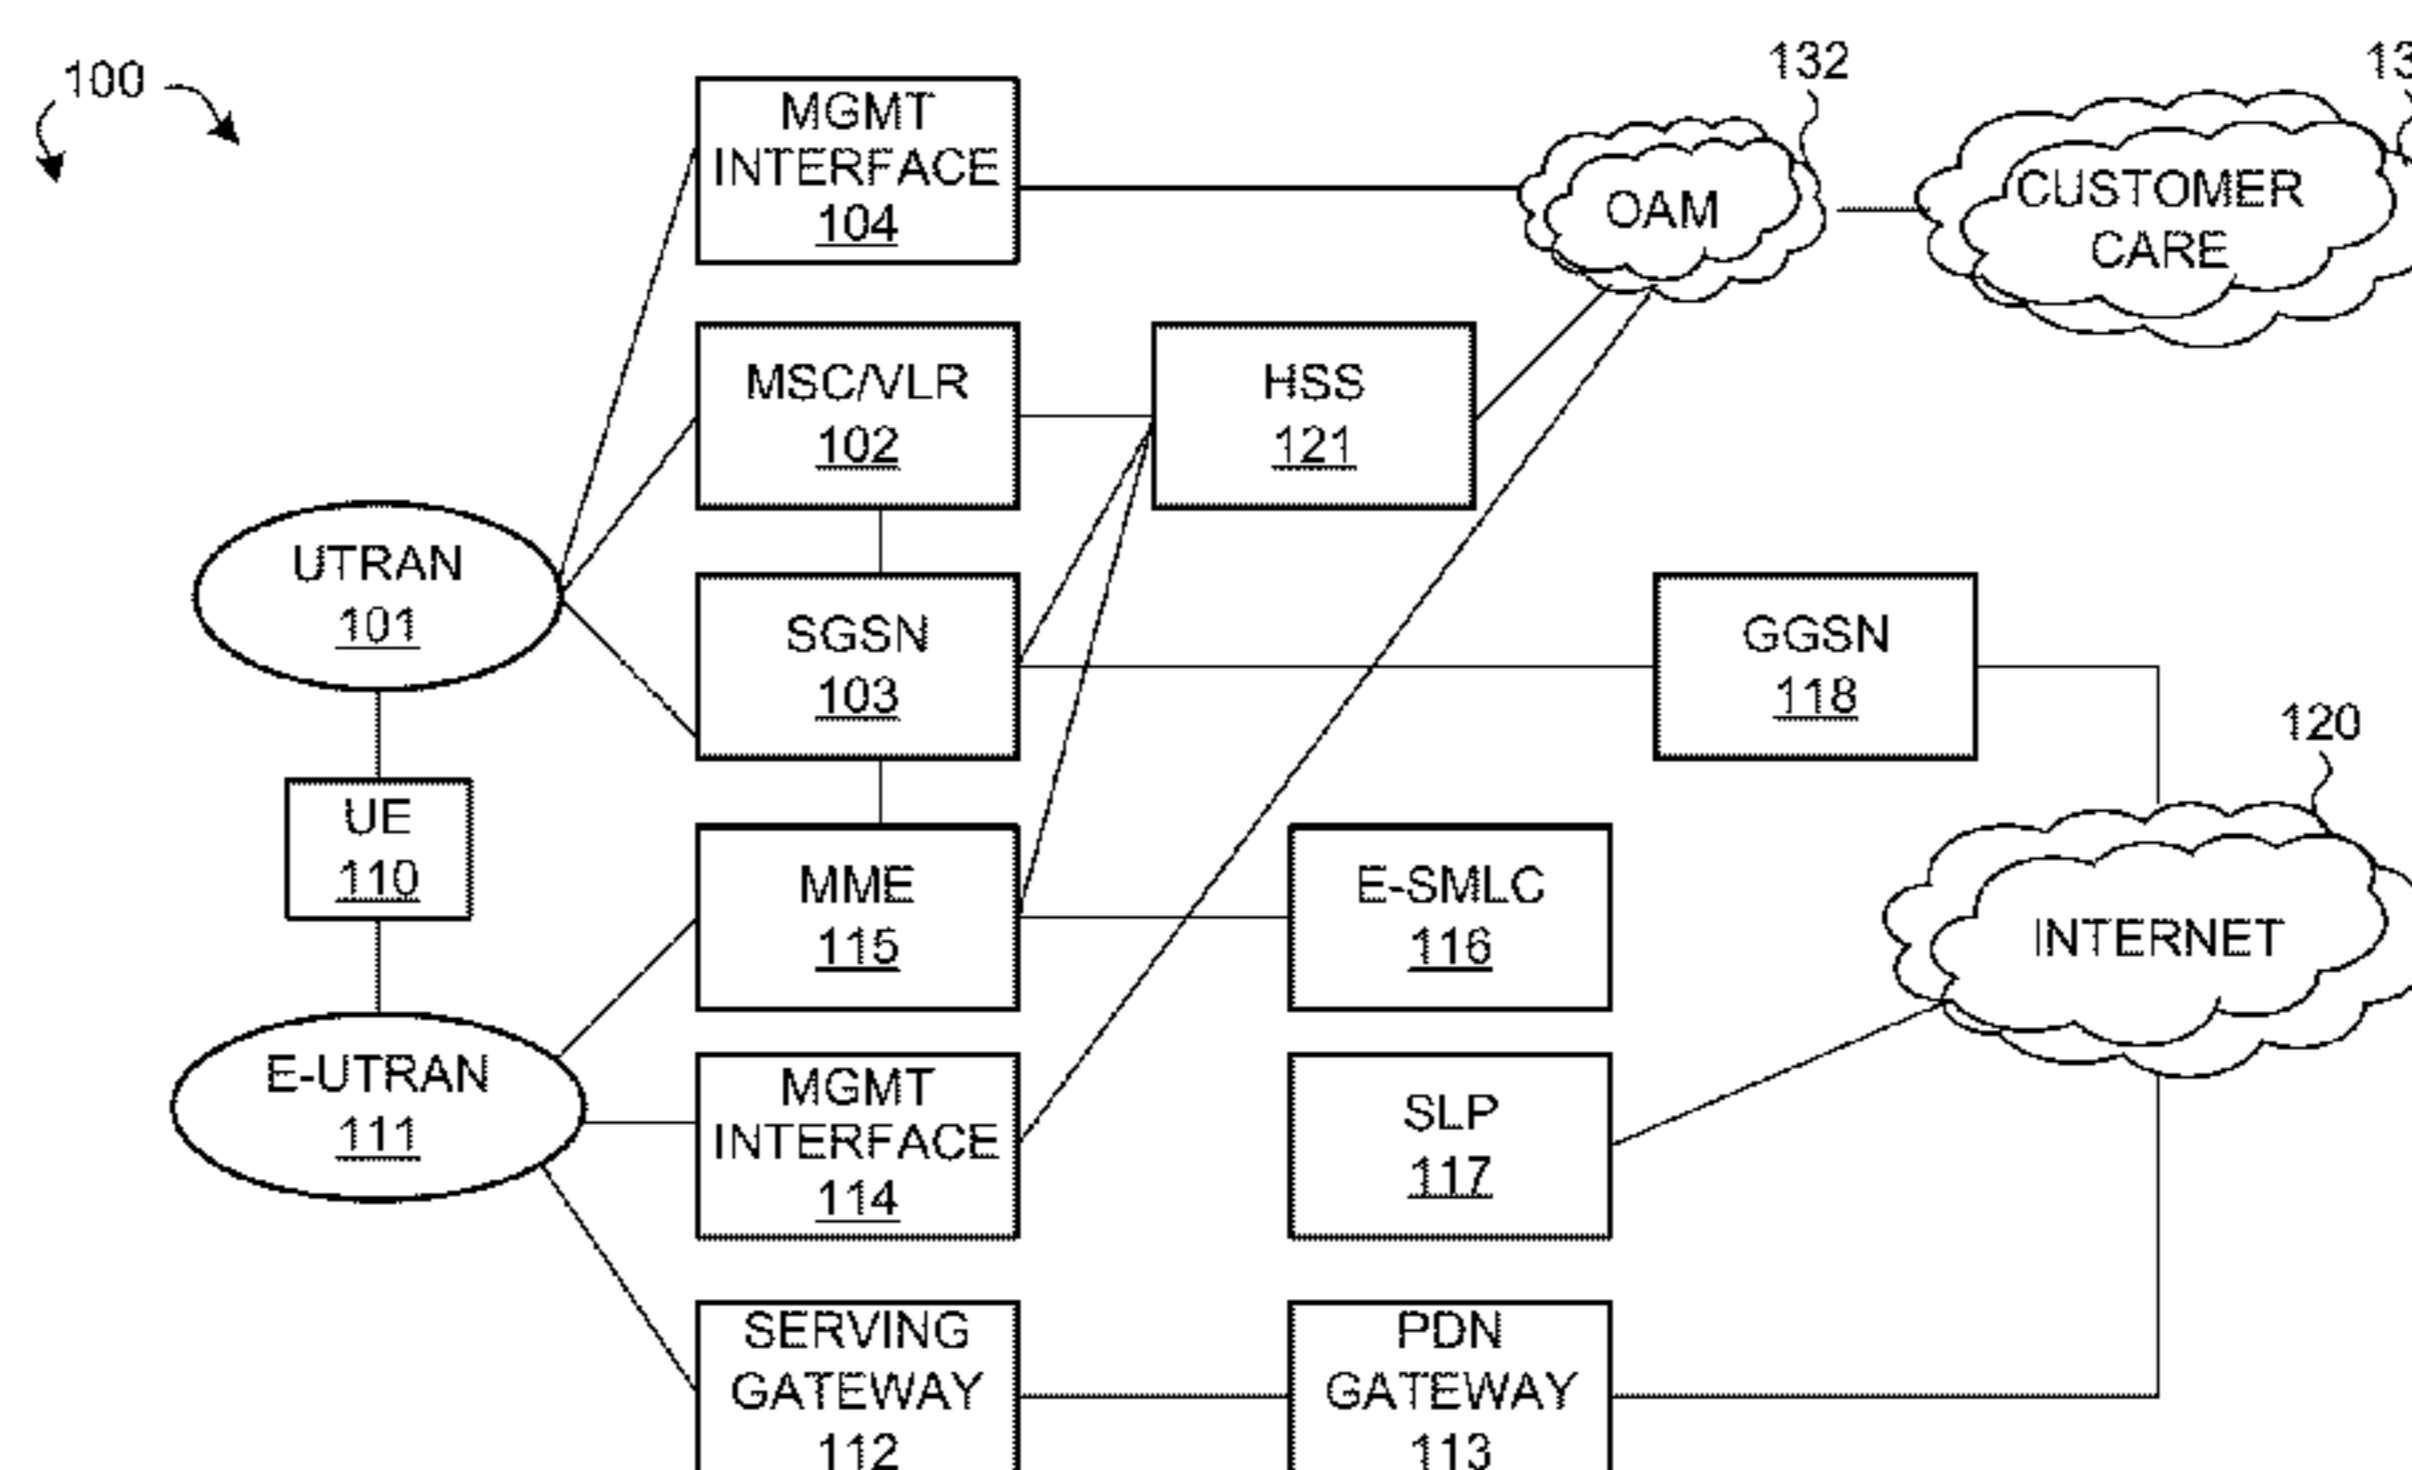 100
MGMT
INTERFACE
104
132
OAM
CUSTOMER
CARE
MSC/VLR
102
HSS
121
UTRAN
101
SGSN
103
GGSN
118
120
UE
110
MME
115
E-SMLC
116
INTERNET
E-UTRAN
111
MGMT
INTERFACE
114
SLP
117
SERVING
GATEWAY
112
PDN
GATEWAY
113